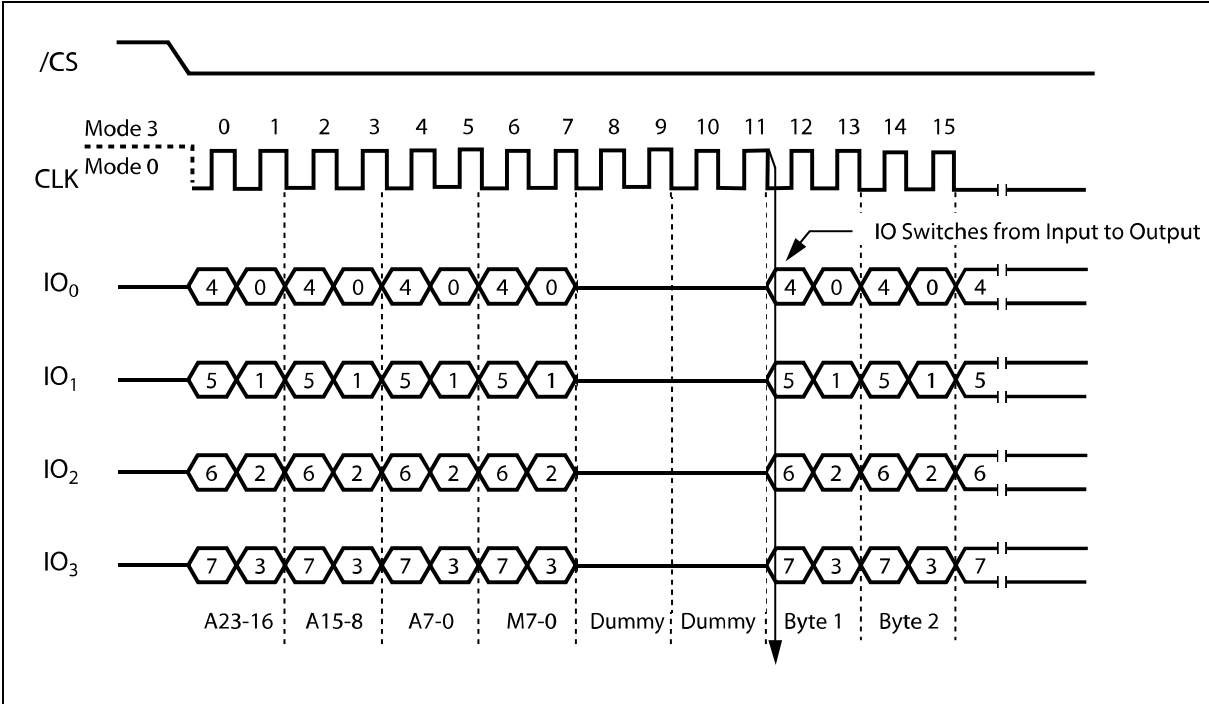 /CS
Mode 3 0 1 2 3 4 5 6 7 8 9 10 11 12 13 14 15
CLK Mode 0
IO Switches from Input to Output
IO0 4 0 4 0 4 0 4 0 4 0 4 0 4
IO1 5 1 5 1 5 1 5 1 5 1 5 1 5
IO2 6 2 6 2 6 2 6 2 6 2 6 2 6
IO3 7 3 7 3 7 3 7 3 7 3 7 3 7
A23-16 A15-8 A7-0 M7-0 Dummy Dummy Byte 1 Byte 2